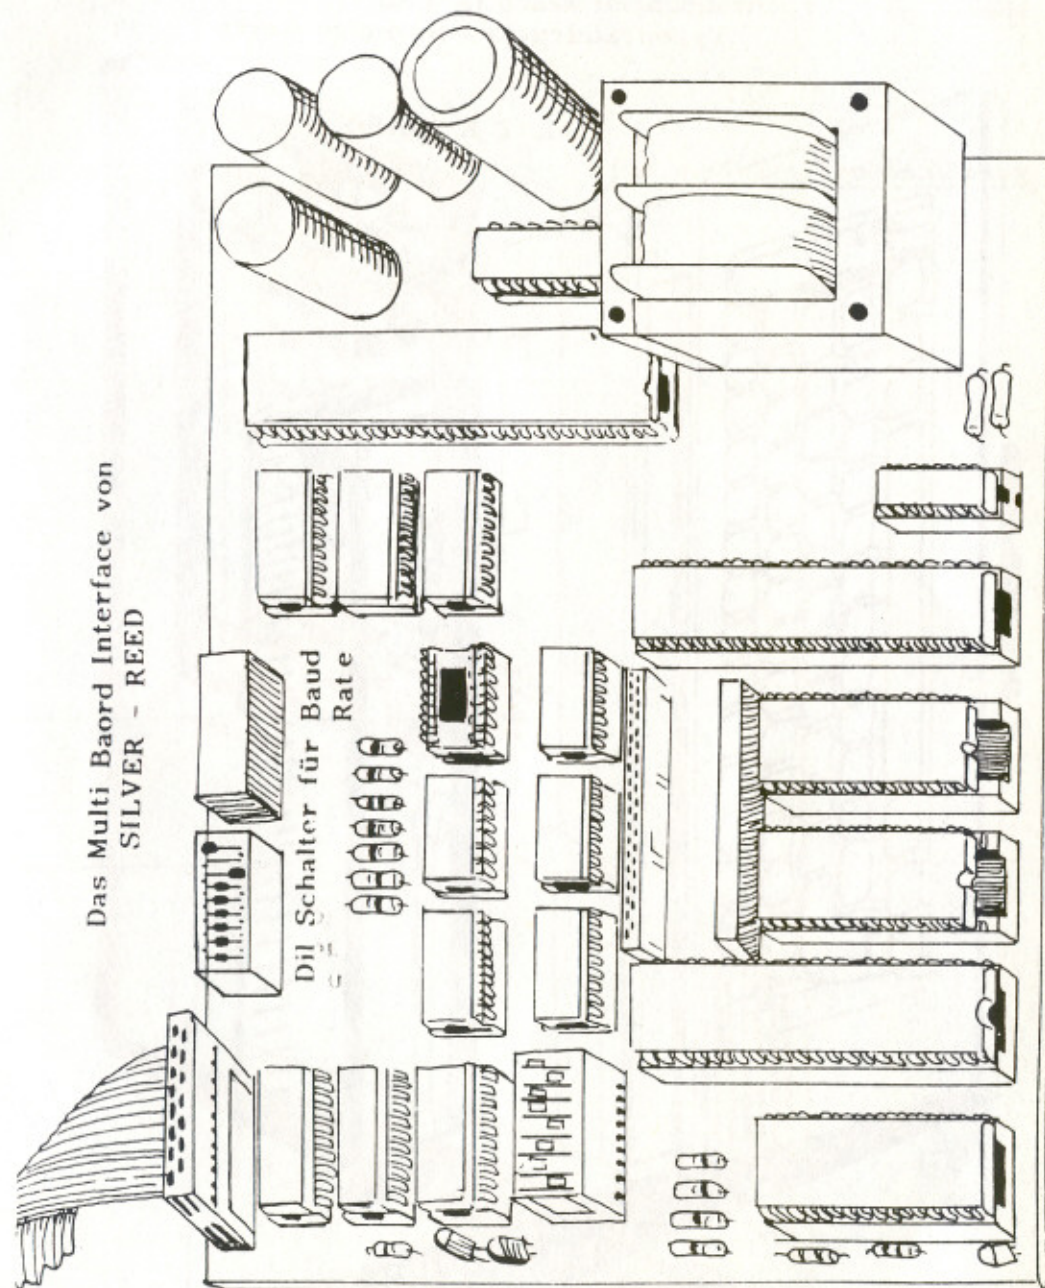 Das Multi Baord Interface von
SILVER - REED
Dil Schalter für Baud
Rate